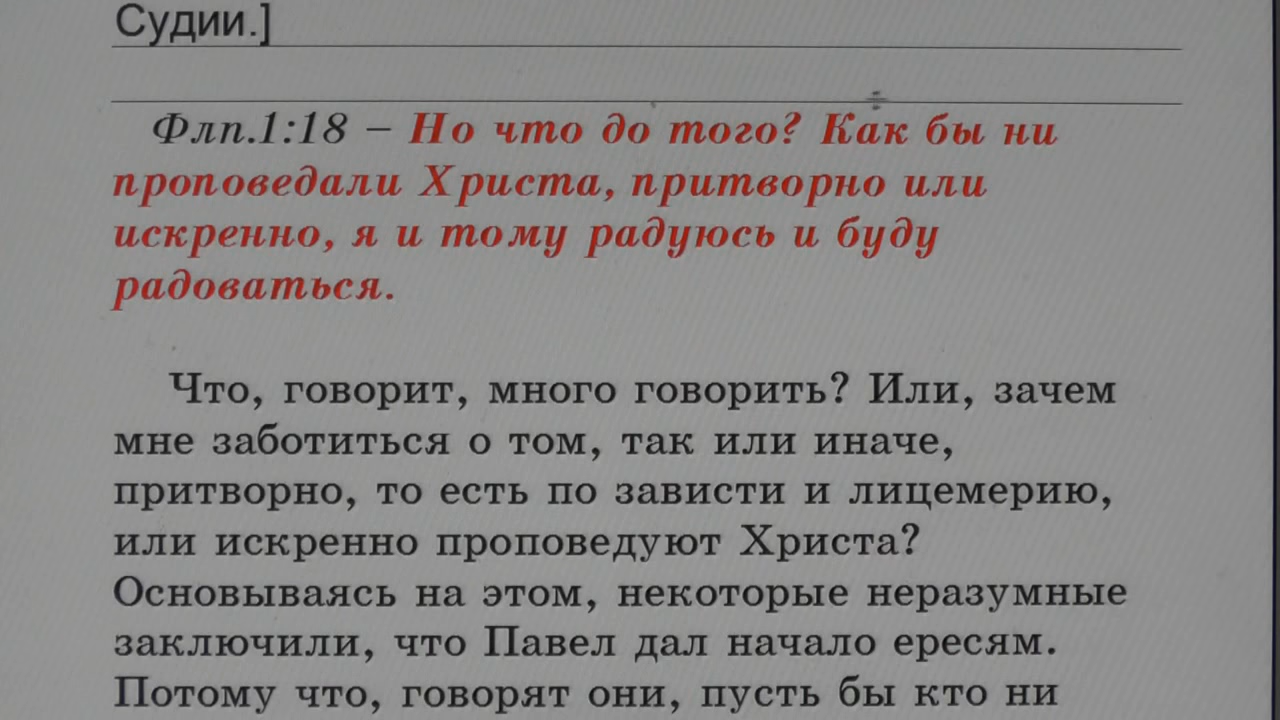 Судии.]
Флп.1:18 – Но что до того? Как бы ни
проповедали Христа, притворно или
искренно, я и тому радуюсь и буду
радоваться.
Что, говорит, много говорить? Или, зачем
мне заботиться о том, так или иначе,
притворно, то есть по зависти и лицемерию,
или искренно проповедуют Христа?
Основываясь на этом, некоторые неразумные
заключили, что Павел дал начало ересям.
Потому что, говорят они, пусть бы кто ни